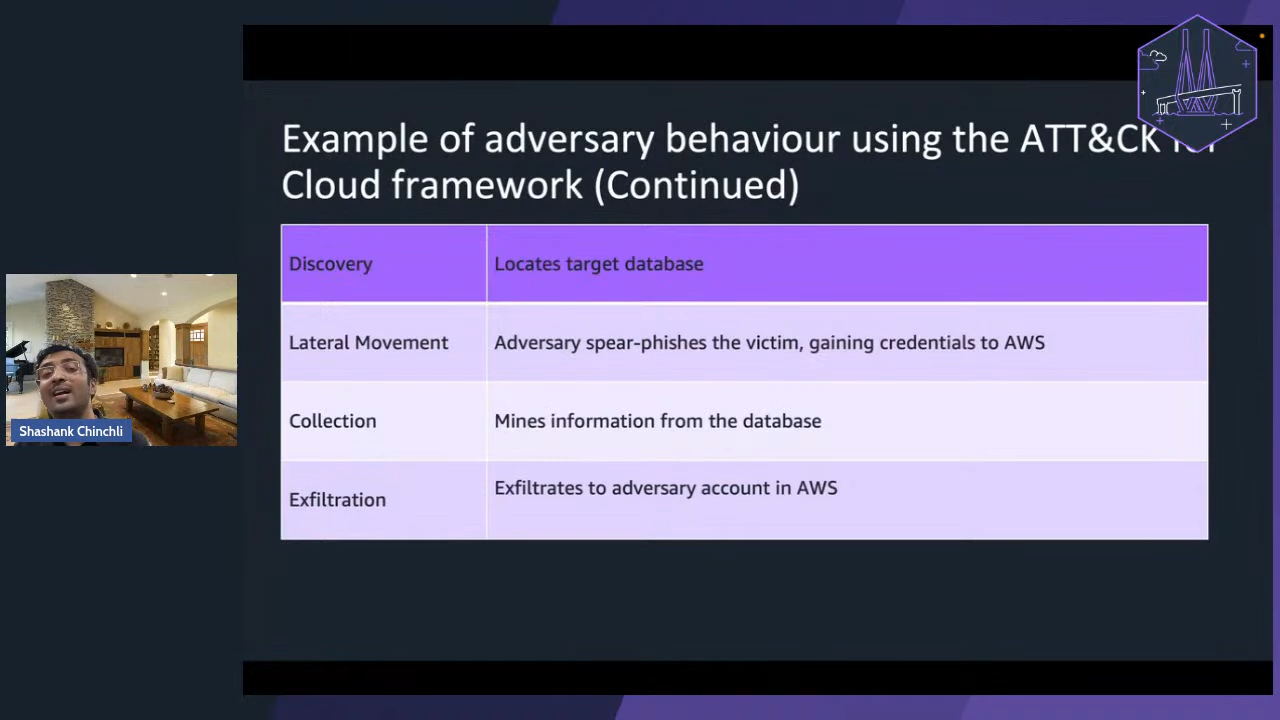 Example of adversary behaviour using the ATT&CK
Cloud framework (Continued)
Discovery
Locates target database
Lateral Movement
Adversary spear-phishes the victim, gaining credentials to AWS
Collection
Mines information from the database
Exfiltration
Exfiltrates to adversary account in AWS
Shashank Chinchli